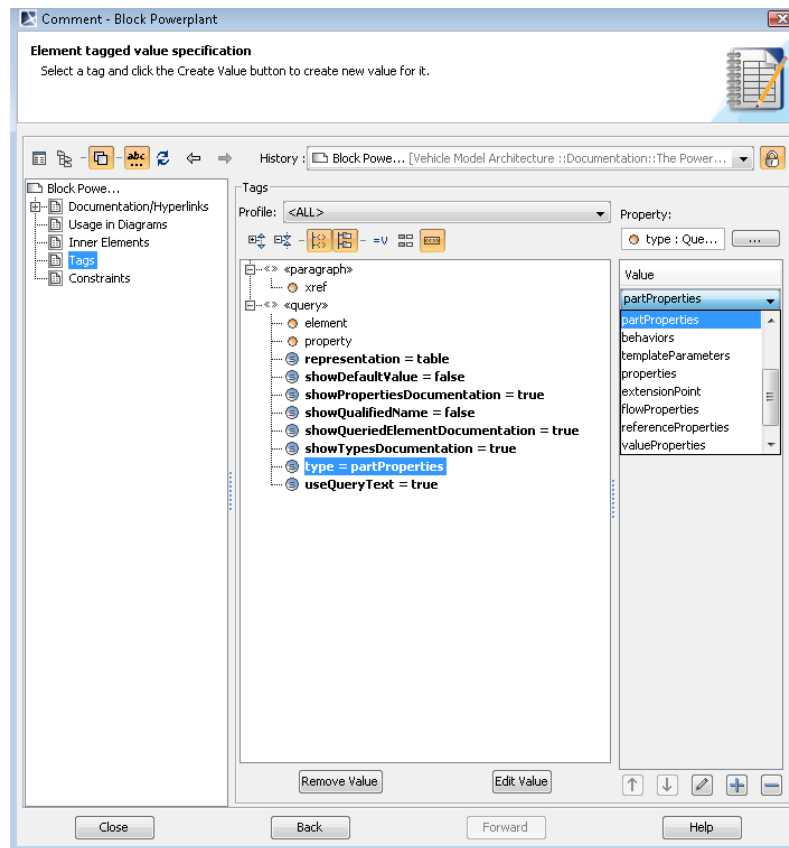 Comment - Block Powerplant
Element tagged value specification
Select a tag and click the Create Value button to create new value for it.
abc
History : Block Powe... [Vehicle Model Architecture ::Documentation::The Power...
Block Powe...
Documentation/Hyperlinks
Usage in Diagrams
Inner Elements
Tags
Constraints
Tags
Profile: <ALL>
=V
«» «paragraph»
xref
«» «query»
element
property
representation = table
showDefaultValue = false
showPropertiesDocumentation = true
showQualifiedName = false
showQueriedElementDocumentation = true
showTypesDocumentation = true
type = partProperties
useQueryText = true
Remove Value
Edit Value
Property:
type : Que...
...
Value
partProperties
partProperties
behaviors
templateParameters
properties
extensionPoint
flowProperties
referenceProperties
valueProperties
Close
Back
Forward
Help